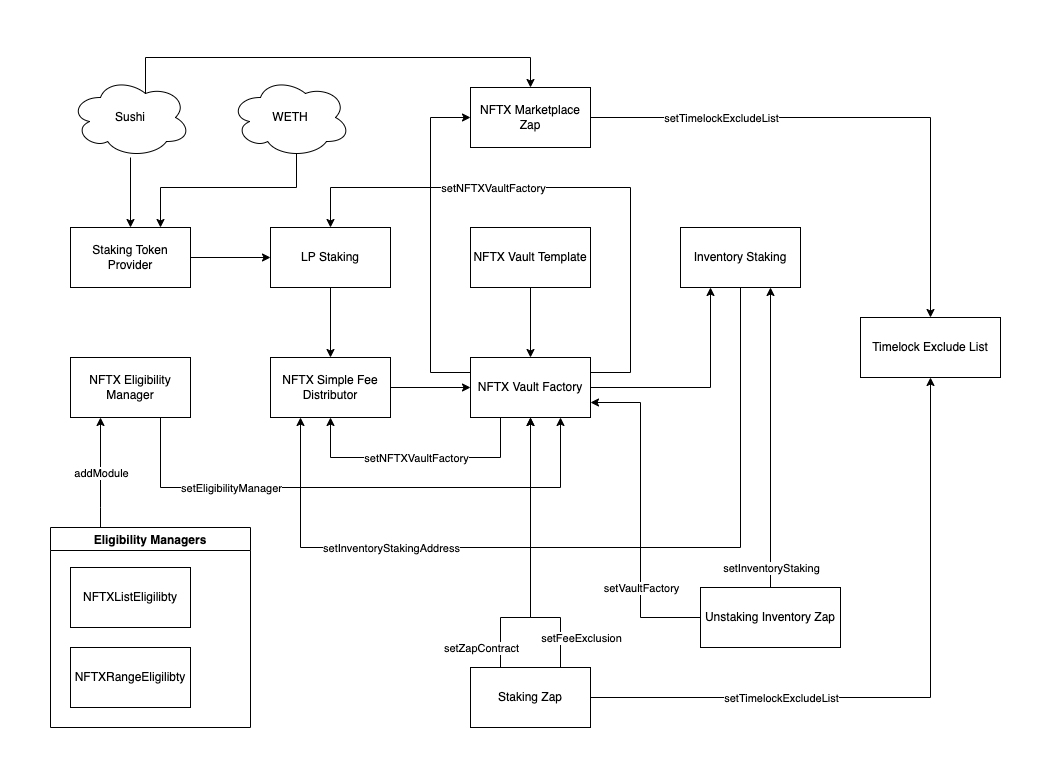 Sushi
WETH
NFTX Marketplace
Zap
setTimelockExcludeList
setNFTXVaultFactory
Staking Token
Provider
LP Staking
NFTX Vault Template
Inventory Staking
Timelock Exclude List
NFTX Eligibility
Manager
NFTX Simple Fee
Distributor
NFTX Vault Factory
setNFTXVaultFactory
addModule
setEligibilityManager
Eligibility Managers
setInventoryStakingAddress
setInventoryStaking
NFTXListEligilibty
setVaultFactory
Unstaking Inventory Zap
setFeeExclusion
setZapContract
NFTXRangeEligilibty
Staking Zap
setTimelockExcludeList